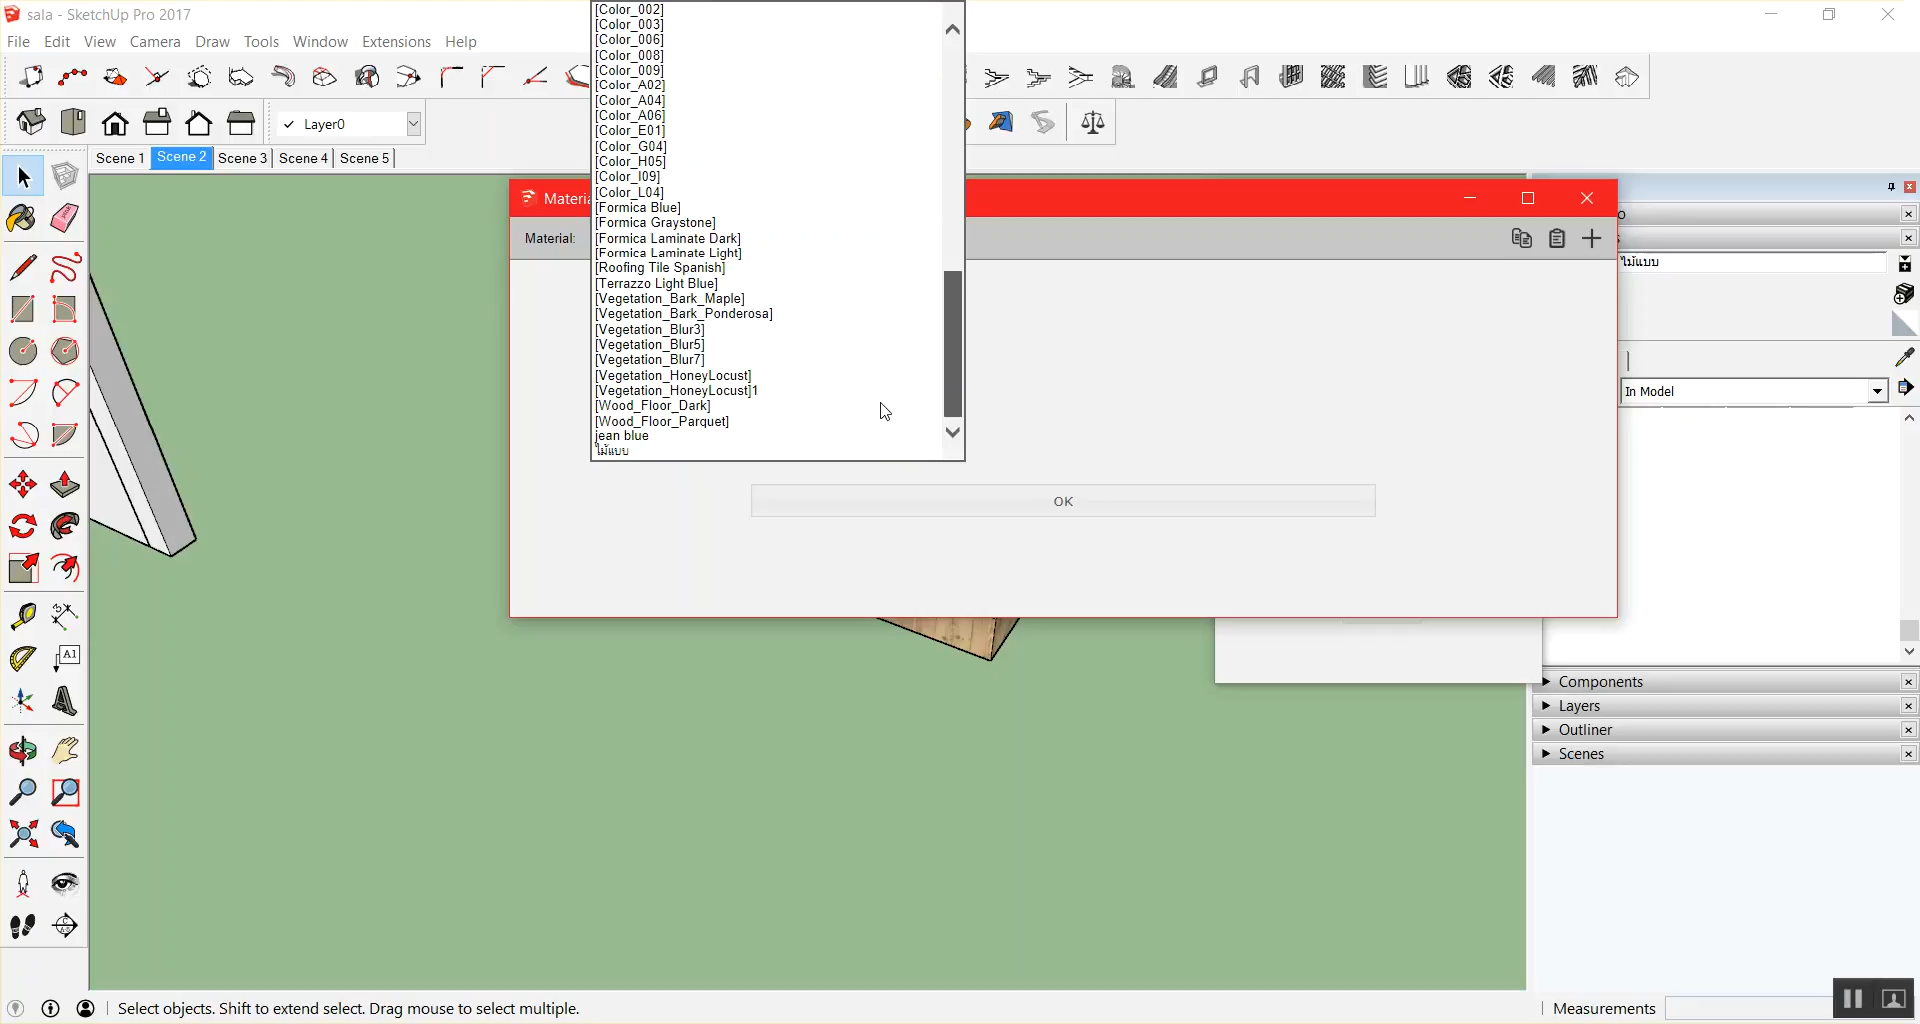 sala - SketchUp Pro 2017
File Edit View Camera Draw Tools Window Extensions Help
Layer0
Scene 1 Scene 2 Scene 3 Scene 4 Scene 5
[Color_002]
[Color_003]
[Color_006]
[Color_008]
[Color_009]
[Color_A02]
[Color_A04]
[Color_A06]
[Color_E01]
[Color_G04]
[Color_H05]
[Color_I09]
[Color_L04]
[Formica Blue]
[Formica Graystone]
[Formica Laminate Dark]
[Formica Laminate Light]
[Roofing Tile Spanish]
[Terrazzo Light Blue]
[Vegetation_Bark_Maple]
[Vegetation_Bark_Ponderosa]
[Vegetation_Blur3]
[Vegetation_Blur5]
[Vegetation_Blur7]
[Vegetation_HoneyLocust]
[Vegetation_HoneyLocust]1
[Wood_Floor_Dark]
[Wood_Floor_Parquet]
jean blue
ไม้แบบ
Material:
OK
A1
ไม้แบบ
In Model
Components
Layers
Outliner
Scenes
Select objects. Shift to extend select. Drag mouse to select multiple.
Measurements